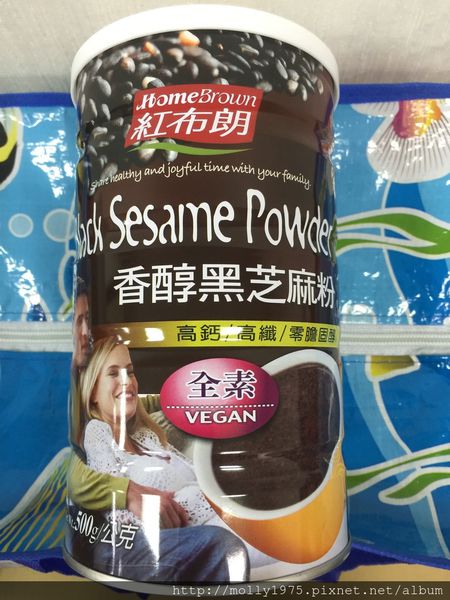 HomeBrown
紅布朗
Share healthy and joyful time with your family.
Black Sesame Powder
香醇黑芝麻粉
高鈣/高纖/零膽固醇
全素
VEGAN
500g/公克
http://molly1975.pixnet.net/album